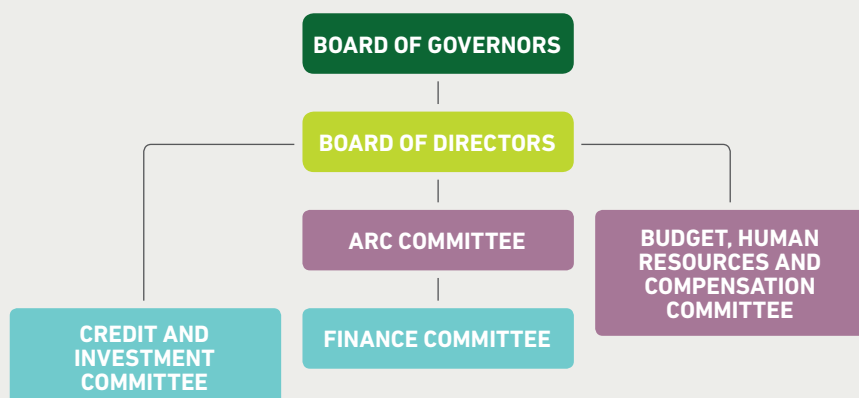 BOARD OF GOVERNORS
BOARD OF DIRECTORS
ARC COMMITTEE
BUDGET, HUMAN
RESOURCES AND
COMPENSATION
COMMITTEE
CREDIT AND
INVESTMENT
COMMITTEE
FINANCE COMMITTEE